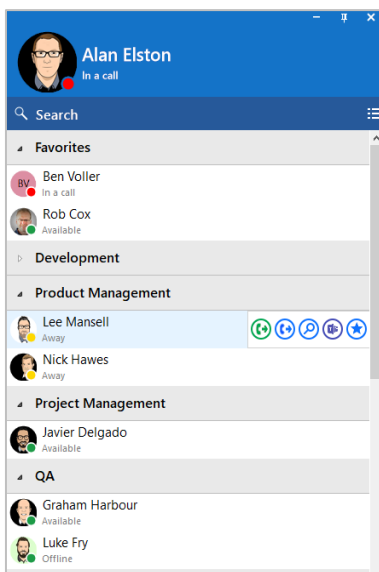 Alan Elston
In a call
Search
Favorites
BV
Ben Voller
In a call
Rob Cox
Available
Development
Product Management
Lee Mansell
Away
Nick Hawes
Away
Project Management
Javier Delgado
Available
QA
Graham Harbour
Available
Luke Fry
Offline